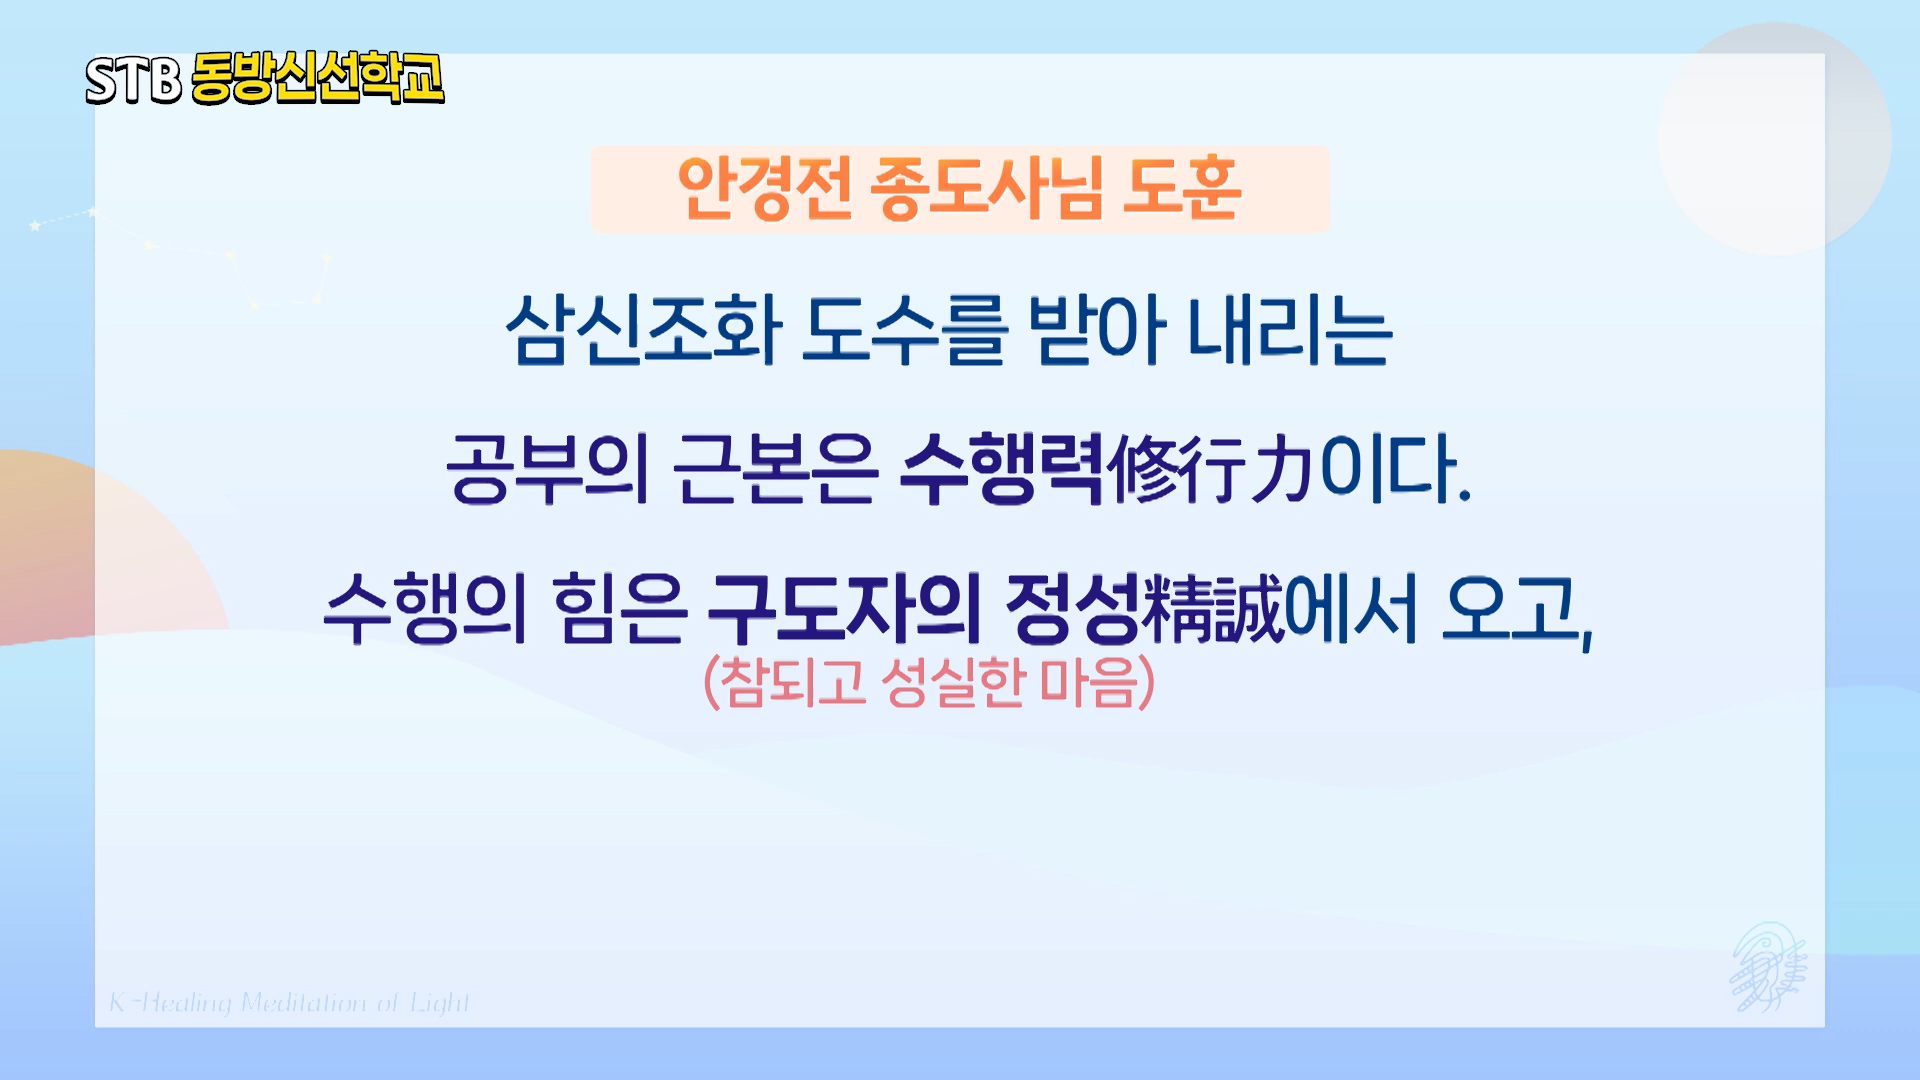 STB 동방신선학교
안경전 종도사님 도훈
삼신조화 도수를 받아 내리는
공부의 근본은 수행력修行力이다.
수행의 힘은 구도자의 정성精誠에서 오고,
(참되고 성실한 마음)
K-Healing Meditation of Light